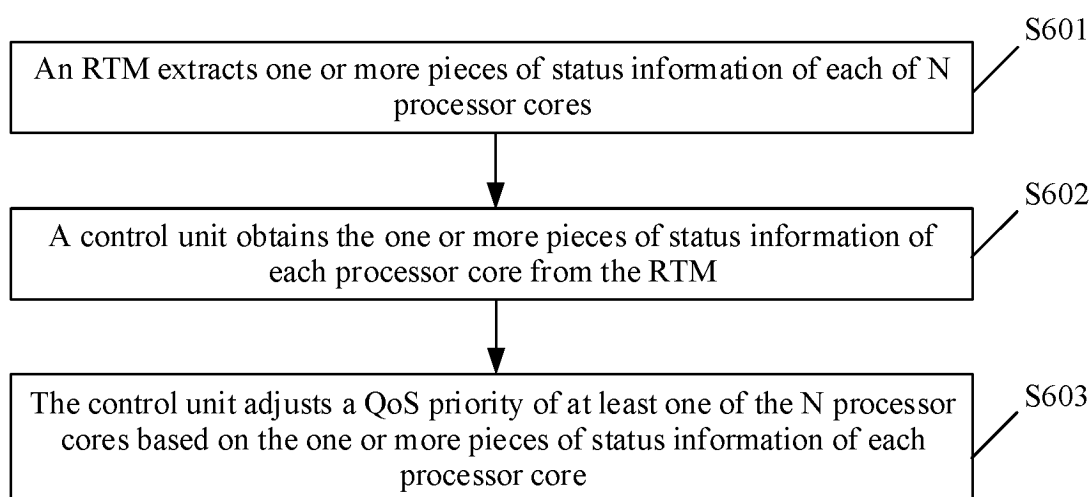 S601
An RTM extracts one or more pieces of status information of each of N
processor cores
S602
A control unit obtains the one or more pieces of status information of
each processor core from the RTM
S603
The control unit adjusts a QoS priority of at least one of the N processor
cores based on the one or more pieces of status information of each
processor core